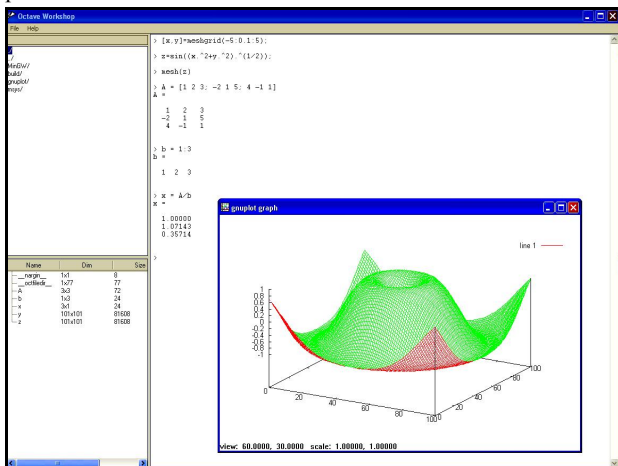 Octave Workshop
File Help
./
../
MinGW/
build/
gnuplot/
msys/
> [x,y]=meshgrid(-5:0.1:5);
> z=sin((x.^2+y.^2).^(1/2));
> mesh(z)
> A = [1 2 3; -2 1 5; 4 -1 1]
A =
1 2 3
-2 1 5
4 -1 1
> b = 1:3
b =
1 2 3
> x = A/b
x =
1.00000
1.07143
0.35714
>
Name Dim Size
__nargin__ 1x1 8
__octfiledir__ 1x77 77
A 3x3 72
b 1x3 24
x 3x1 24
y 101x101 81608
z 101x101 81608
gnuplot graph
line 1
1
0.8
0.6
0.4
0.2
0
-0.2
-0.4
-0.6
-0.8
-1
0 20 40 60 80 100
0 20 40 60 80 100
view: 60.0000, 30.0000 scale: 1.00000, 1.00000